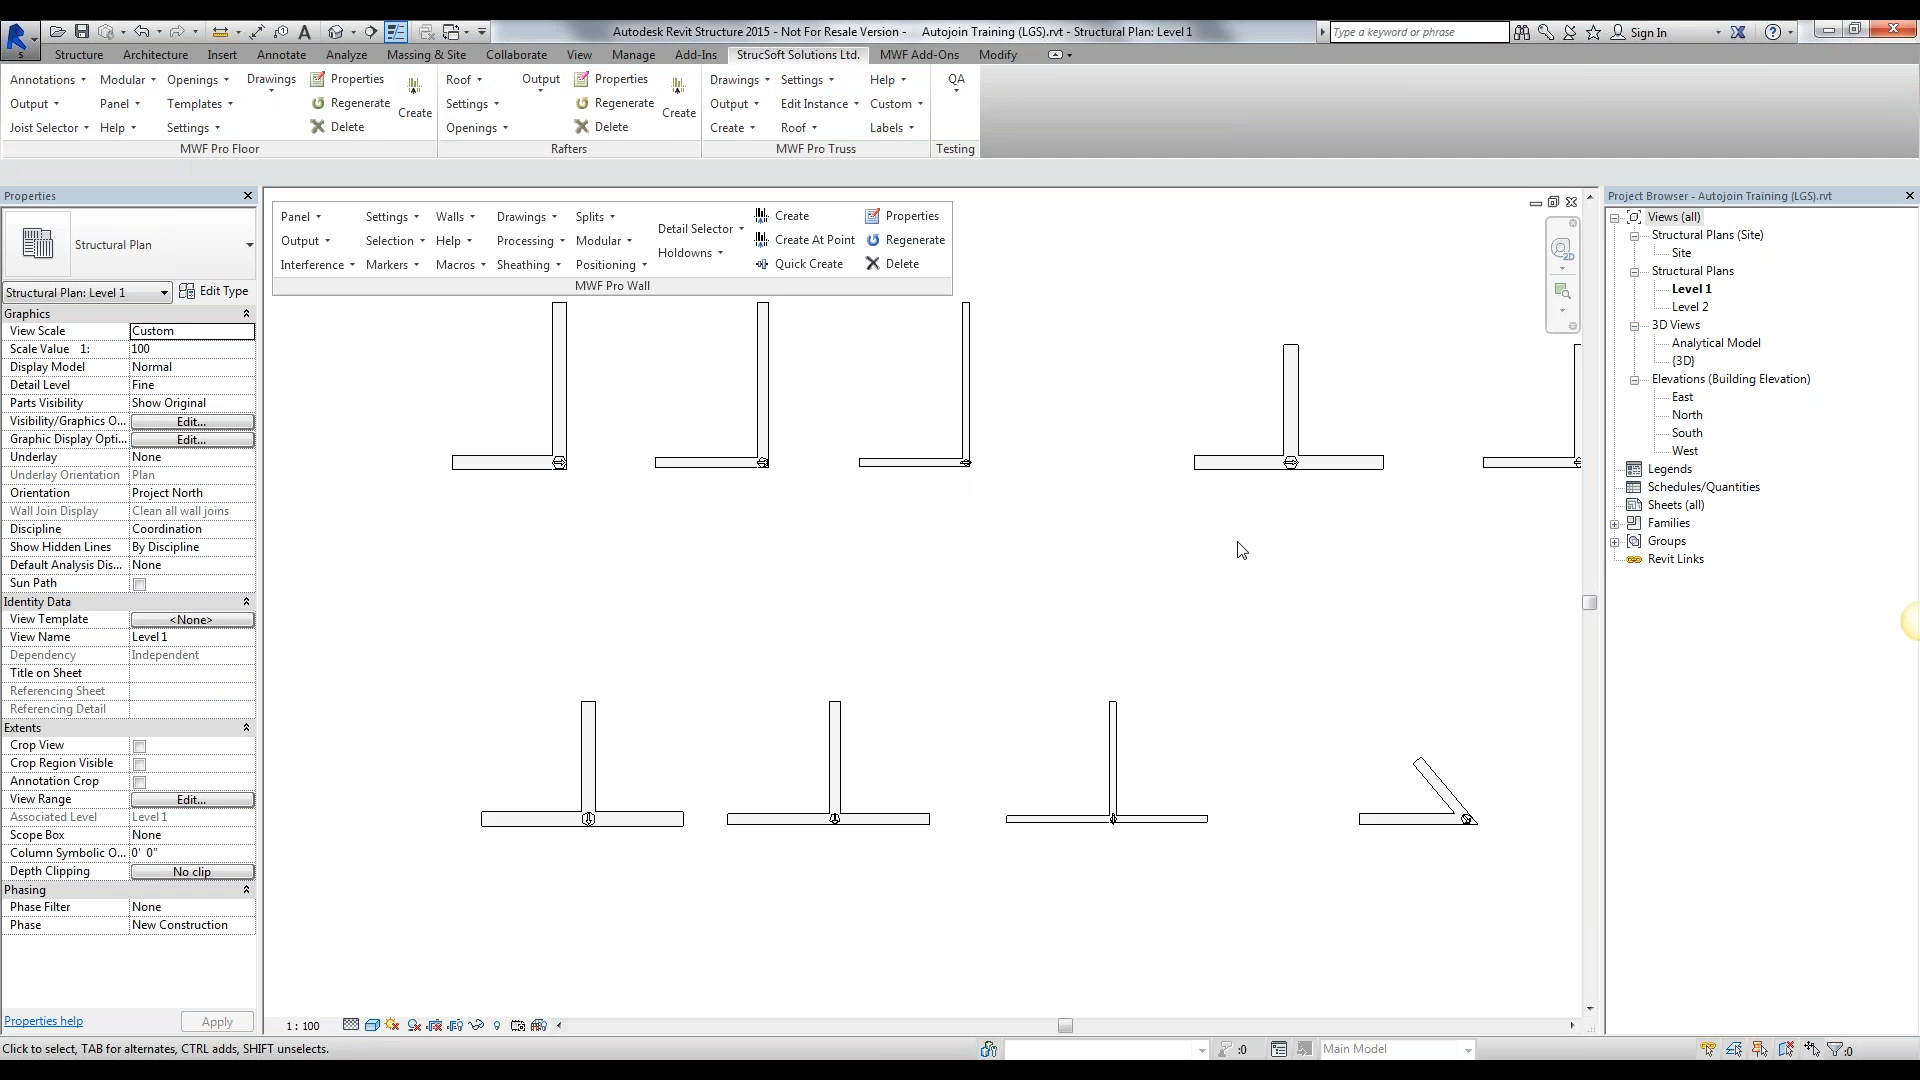 Autodesk Revit Structure 2015 - Not For Resale Version -    Autojoin Training (LGS).rvt - Structural Plan: Level 1
Type a keyword or phrase
Sign In
Structure Architecture Insert Annotate Analyze Massing & Site Collaborate View Manage Add-Ins StrucSoft Solutions Ltd. MWF Add-Ons Modify
Annotations Modular Openings Drawings Properties
Output Panel Templates Regenerate Create
Joist Selector Help Settings Delete
MWF Pro Floor
Roof Output Properties
Settings Regenerate Create
Openings Delete
Rafters
Drawings Settings Help
Output Edit Instance Custom
Create Roof Labels
MWF Pro Truss
QA
Testing
Properties
Structural Plan
Structural Plan: Level 1 Edit Type
Graphics
View Scale Custom
Scale Value 1: 100
Display Model Normal
Detail Level Fine
Parts Visibility Show Original
Visibility/Graphics O... Edit...
Graphic Display Opti... Edit...
Underlay None
Underlay Orientation Plan
Orientation Project North
Wall Join Display Clean all wall joins
Discipline Coordination
Show Hidden Lines By Discipline
Default Analysis Dis... None
Sun Path
Identity Data
View Template <None>
View Name Level 1
Dependency Independent
Title on Sheet
Referencing Sheet
Referencing Detail
Extents
Crop View
Crop Region Visible
Annotation Crop
View Range Edit...
Associated Level Level 1
Scope Box None
Column Symbolic O... 0' 0"
Depth Clipping No clip
Phasing
Phase Filter None
Phase New Construction
Properties help Apply
Panel Settings Walls Drawings Splits Detail Selector Create Properties
Output Selection Help Processing Modular Holdowns Create At Point Regenerate
Interference Markers Macros Sheathing Positioning Quick Create Delete
MWF Pro Wall
2D
Project Browser - Autojoin Training (LGS).rvt
Views (all)
Structural Plans (Site)
Site
Structural Plans
Level 1
Level 2
3D Views
Analytical Model
{3D}
Elevations (Building Elevation)
East
North
South
West
Legends
Schedules/Quantities
Sheets (all)
Families
Groups
Revit Links
1 : 100
Click to select, TAB for alternates, CTRL adds, SHIFT unselects.
:0
Main Model
:0